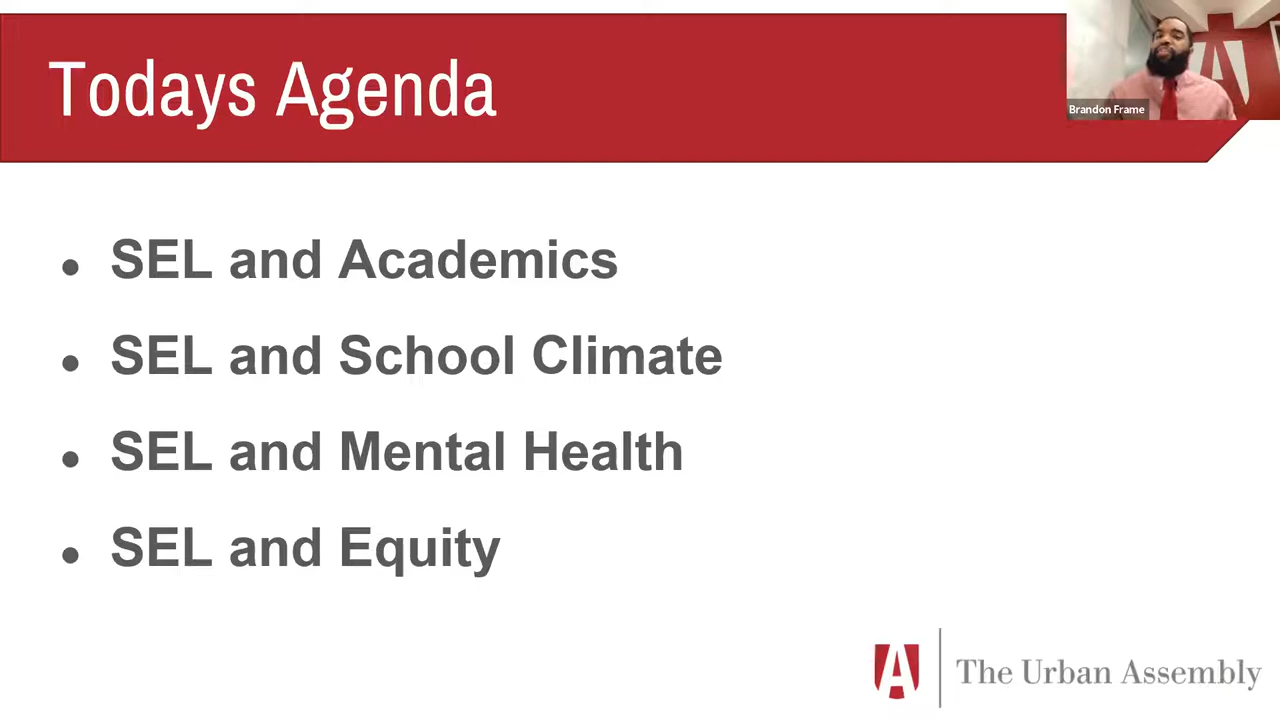 Todays Agenda
Brandon Frame
● SEL and Academics
● SEL and School Climate
● SEL and Mental Health
● SEL and Equity
A
The Urban Assembly